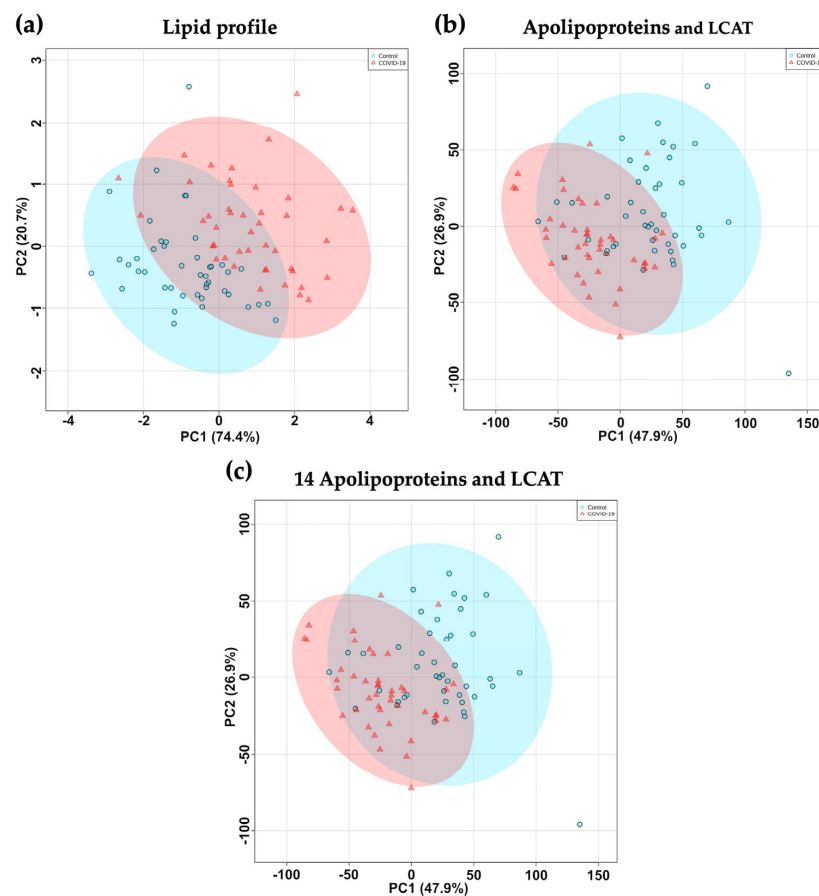 (a)
Lipid profile
Control
COVID-19
3
2
1
0
-1
-2
PC2 (20.7%)
-4
-2
0
2
4
PC1 (74.4%)
(b)
Apolipoproteins and LCAT
Control
COVID-1
100
50
0
-50
-100
PC2 (26.9%)
-100
-50
0
50
100
150
PC1 (47.9%)
(c)
14 Apolipoproteins and LCAT
Control
COVID-19
100
50
0
-50
-100
PC2 (26.9%)
-100
-50
0
50
100
150
PC1 (47.9%)